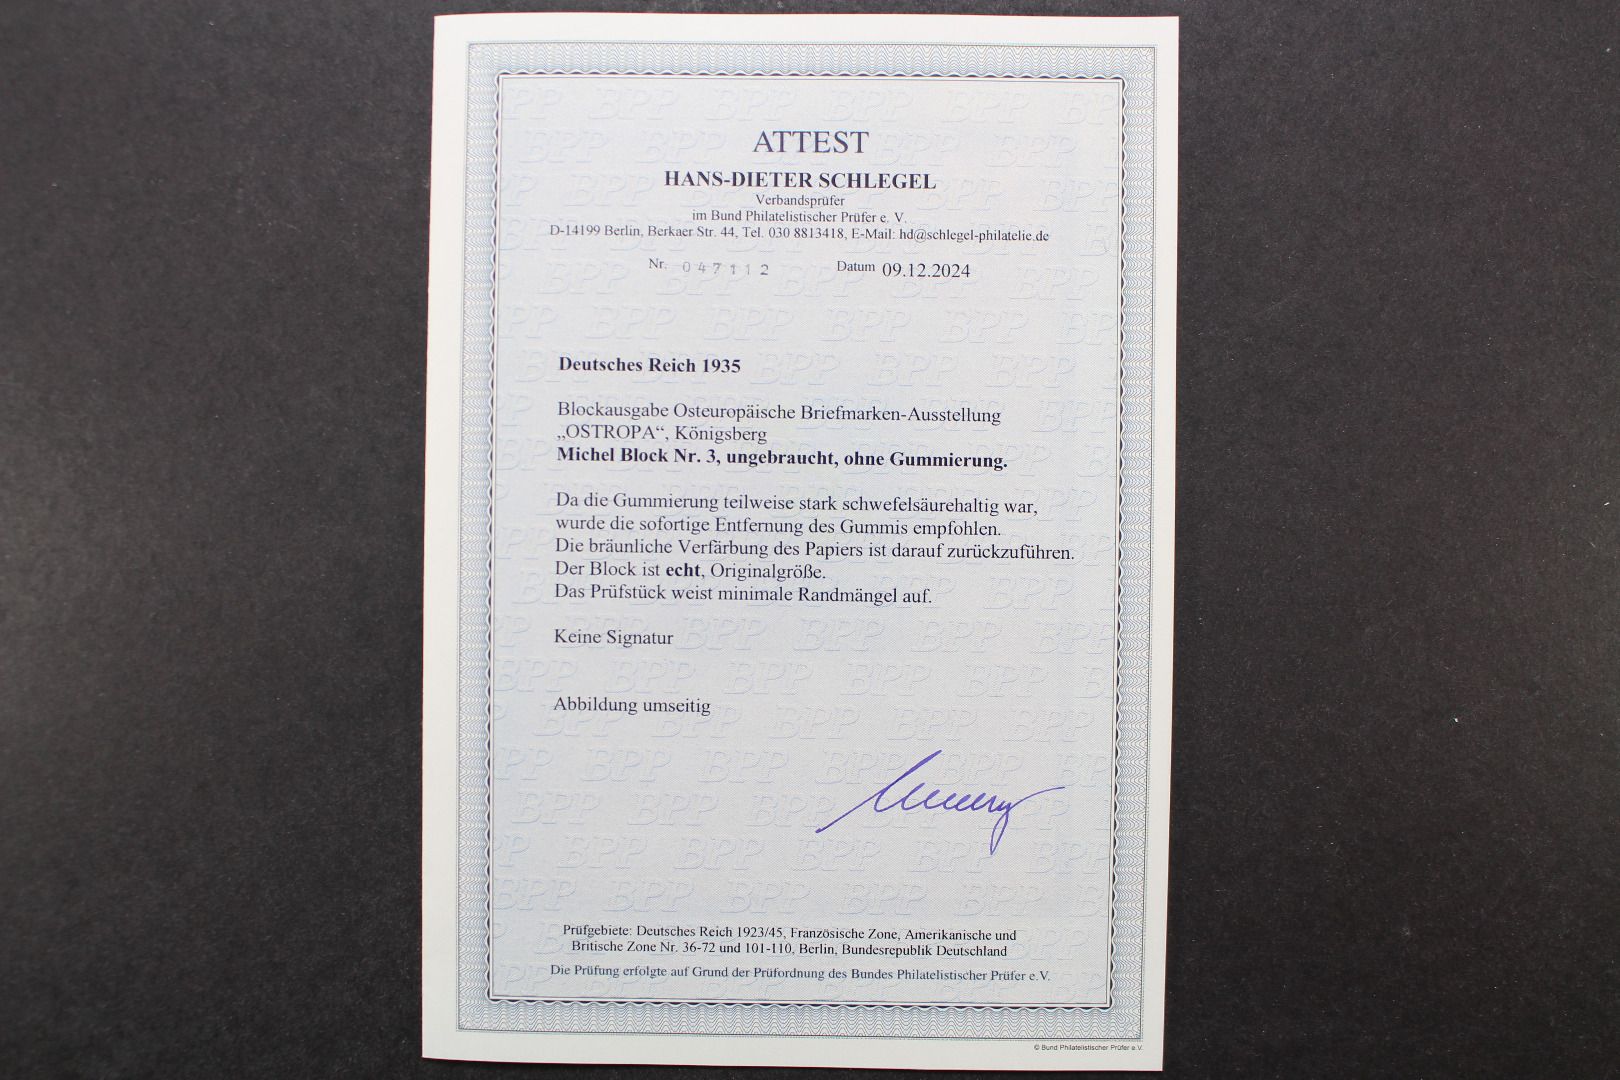 ATTEST
HANS-DIETER SCHLEGEL
Verbandsprüfer
im Bund Philatelistischer Prüfer e. V.
D-14199 Berlin, Berkaer Str. 44, Tel. 030 8813418, E-Mail: hd@schlegel-philatelie.de
Nr. 047112 Datum 09.12.2024
Deutsches Reich 1935
Blockausgabe Osteuropäische Briefmarken-Ausstellung
„OSTROPA“, Königsberg
Michel Block Nr. 3, ungebraucht, ohne Gummierung.
Da die Gummierung teilweise stark schwefelsäurehaltig war,
wurde die sofortige Entfernung des Gummis empfohlen.
Die bräunliche Verfärbung des Papiers ist darauf zurückzuführen.
Der Block ist echt, Originalgröße.
Das Prüfstück weist minimale Randmängel auf.
Keine Signatur
Abbildung umseitig
Prüfgebiete: Deutsches Reich 1923/45, Französische Zone, Amerikanische und
Britische Zone Nr. 36-72 und 101-110, Berlin, Bundesrepublik Deutschland
Die Prüfung erfolgte auf Grund der Prüfordnung des Bundes Philatelistischer Prüfer e.V.
© Bund Philatelistischer Prüfer e.V.